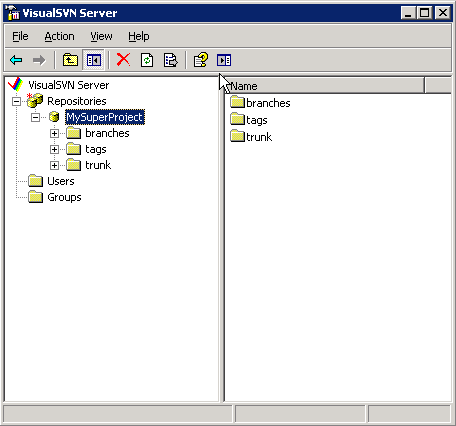 VisualSVN Server
File Action View Help
VisualSVN Server
Repositories
MySuperProject
branches
tags
trunk
Users
Groups
Name
branches
tags
trunk